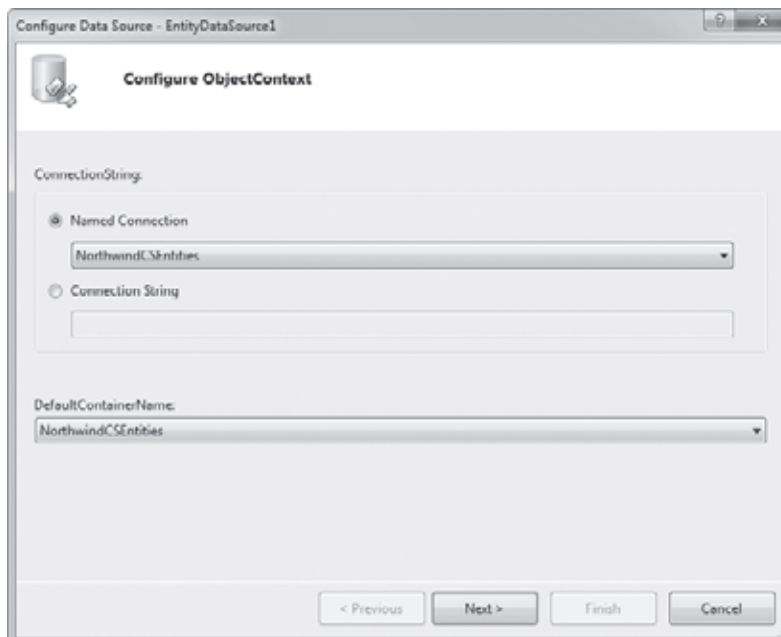 Configure Data Source - EntityDataSource1
Configure ObjectContext
ConnectionString:
Named Connection
NorthwindCSEntities
Connection String
DefaultContainerName:
NorthwindCSEntities
< Previous
Next >
Finish
Cancel